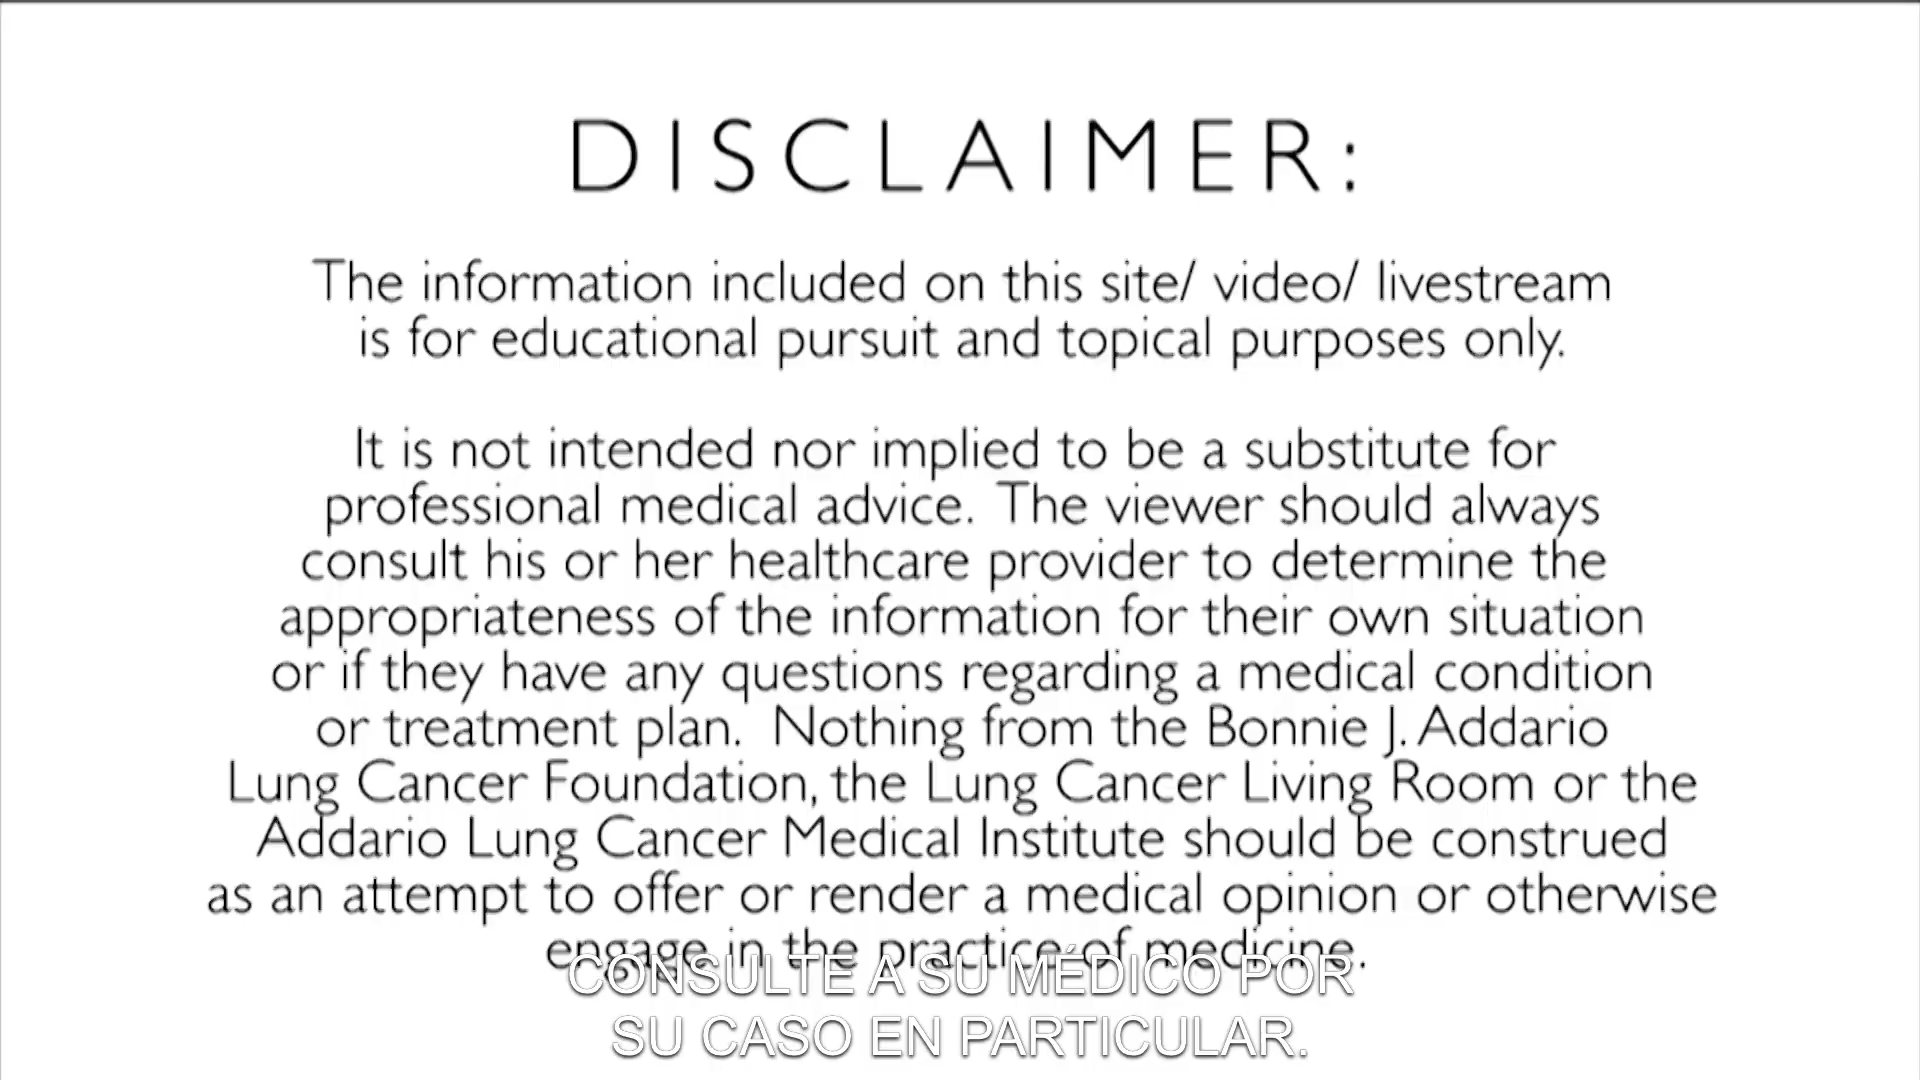 DISCLAIMER:
The information included on this site/ video/ livestream
is for educational pursuit and topical purposes only.
It is not intended nor implied to be a substitute for
professional medical advice. The viewer should always
consult his or her healthcare provider to determine the
appropriateness of the information for their own situation
or if they have any questions regarding a medical condition
or treatment plan. Nothing from the Bonnie J. Addario
Lung Cancer Foundation, the Lung Cancer Living Room or the
Addario Lung Cancer Medical Institute should be construed
as an attempt to offer or render a medical opinion or otherwise
engage in the practice of medicine.
CONSULTE A SU MÉDICO POR
SU CASO EN PARTICULAR.